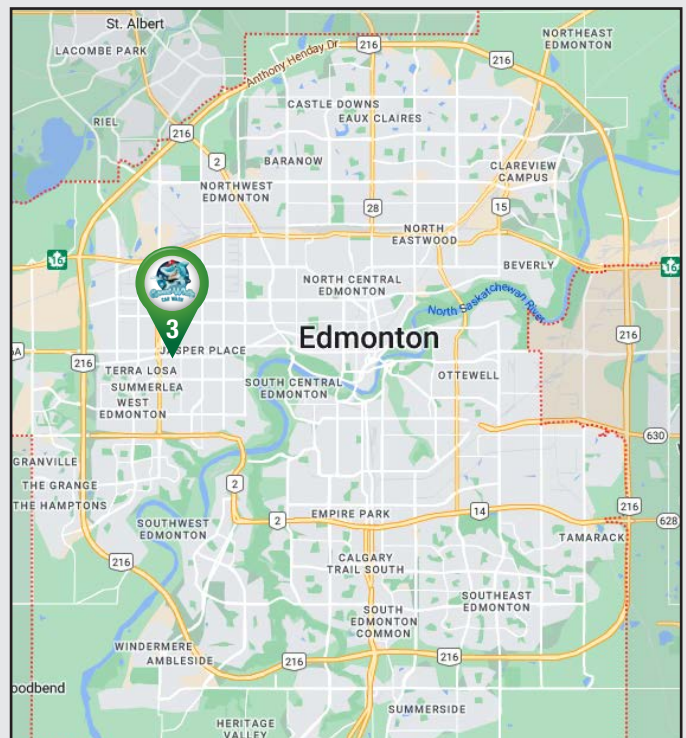 St. Albert
NORTHEAST
EDMONTON
LACOMBE PARK
216
Anthony Henday Dr
216
216
RIEL
CASTLE DOWNS
EAUX CLAIRES
216
2
BARANOW
CLAREVIEW
CAMPUS
NORTHWEST
EDMONTON
28
15
NORTH
EASTWOOD
16
BEVERLY
16
NORTH CENTRAL
EDMONTON
North Saskatchewan River
CAR WASH
3
Edmonton
216
JASPER PLACE
216
TERRA LOSA
SUMMERLEA
WEST
EDMONTON
SOUTH CENTRAL
EDMONTON
OTTEWELL
630
GRANVILLE
THE GRANGE
THE HAMPTONS
2
SOUTHWEST
EDMONTON
2
EMPIRE PARK
14
216
628
TAMARACK
216
CALGARY
TRAIL SOUTH
SOUTHEAST
EDMONTON
SOUTH
EDMONTON
COMMON
WINDERMERE
AMBLESIDE
216
216
oodbend
HERITAGE
VALLEY
SUMMERSIDE